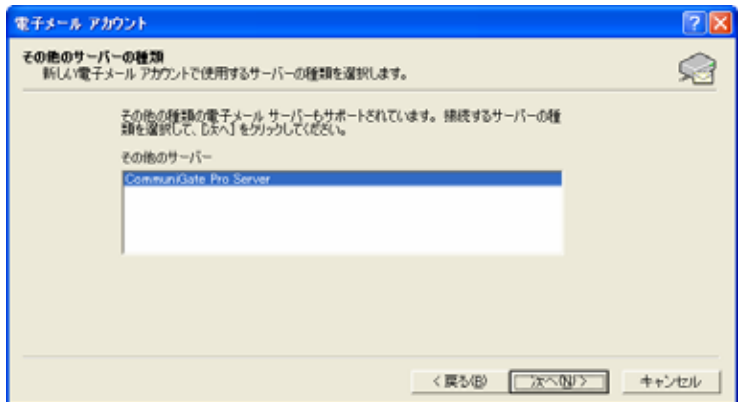 電子メール アカウント
その他のサーバーの種類
新しい電子メール アカウントで使用するサーバーの種類を選択します。
その他の種類の電子メール サーバーもサポートされています。接続するサーバーの種
類を選択して、[次へ] をクリックしてください。
その他のサーバー
CommuniGate Pro Server
< 戻る(B)
次へ(N) >
キャンセル